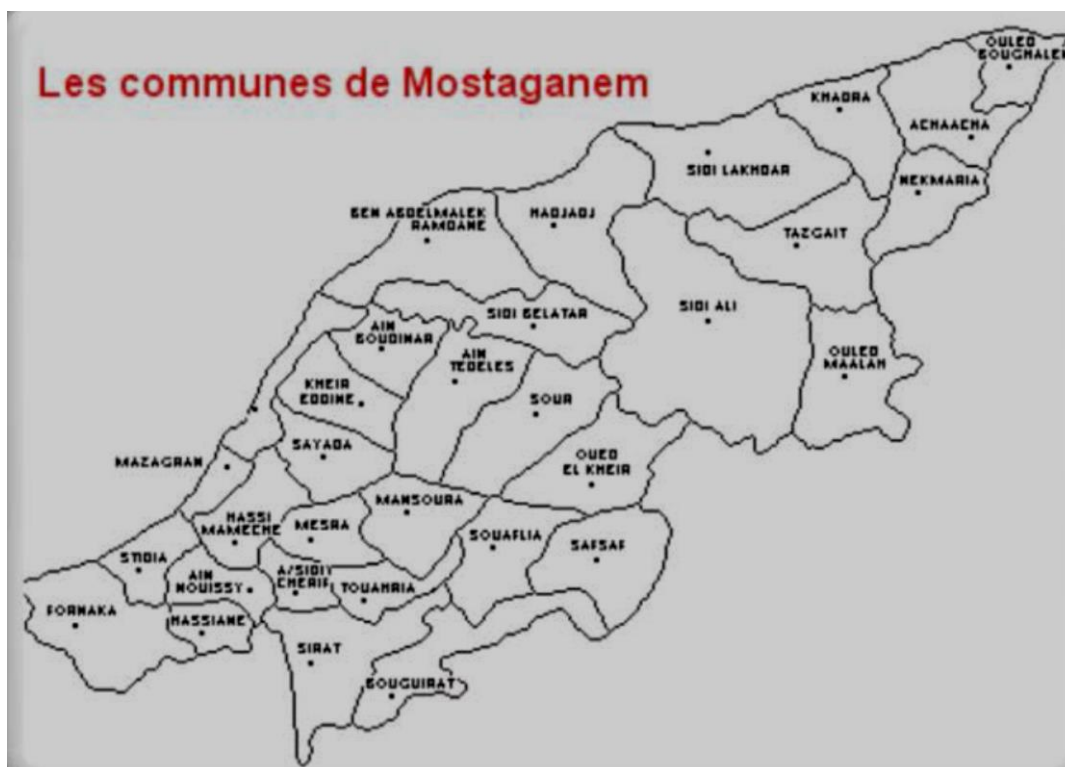 Les communes de Mostaganem
OULED
BOUGHALEM
KHADRA
ACHAACHA
SIDI LAKHDAR
NEKMARIA
BEN ABDELMALEK
RAMDANE
HADJADJ
TAZGAIT
SIDI BELATAR
SIDI ALI
AIN
BOUDINAR
AIN
TEDELES
OULED
MAALAH
KHEIR
EDDINE
SOUR
SAYADA
MAZAGRAN
OUED
EL KHEIR
MANSOURA
HASSI
MAMECHE
MESRA
SOUAFLIA
SAFSAF
STIDIA
AIN
NOUISSY
A/SIDIY
CHERIF
TOUAHRIA
FORNAKA
HASSIANE
SIRAT
BOUGUIRAT